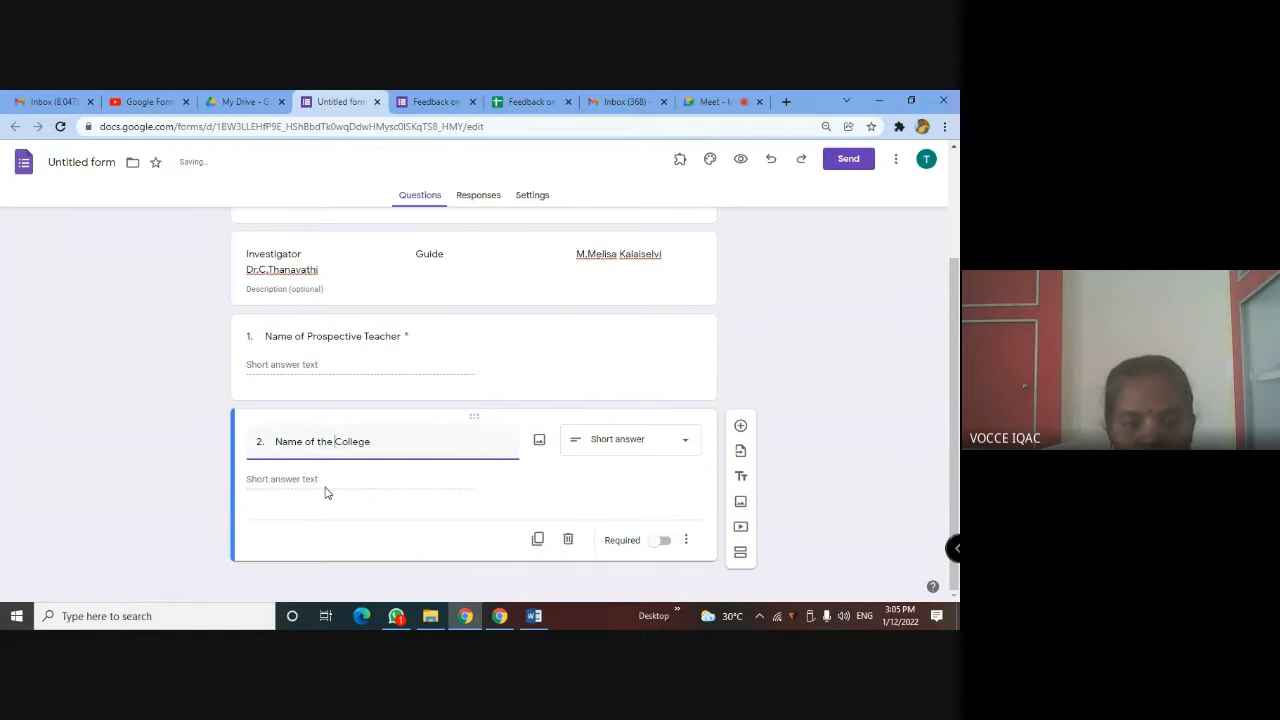 Inbox (8,047)
Google Form
My Drive - G
Untitled form
Feedback on
Feedback on
Inbox (368) -
Meet - M
docs.google.com/forms/d/1BW3LLEHfP9E_HShBbdTk0wqDdwHMysc0ISKqTS8_HMY/edit
Untitled form
Saving...
Send
T
Questions
Responses
Settings
Investigator Guide M.Melisa Kalaiselvi
Dr.C.Thanavathi
Description (optional)
1. Name of Prospective Teacher *
Short answer text
2. Name of the College
Short answer
Short answer text
Tт
Required
VOCCE IQAC
Type here to search
1
Desktop
30°C
ENG
3:05 PM
1/12/2022